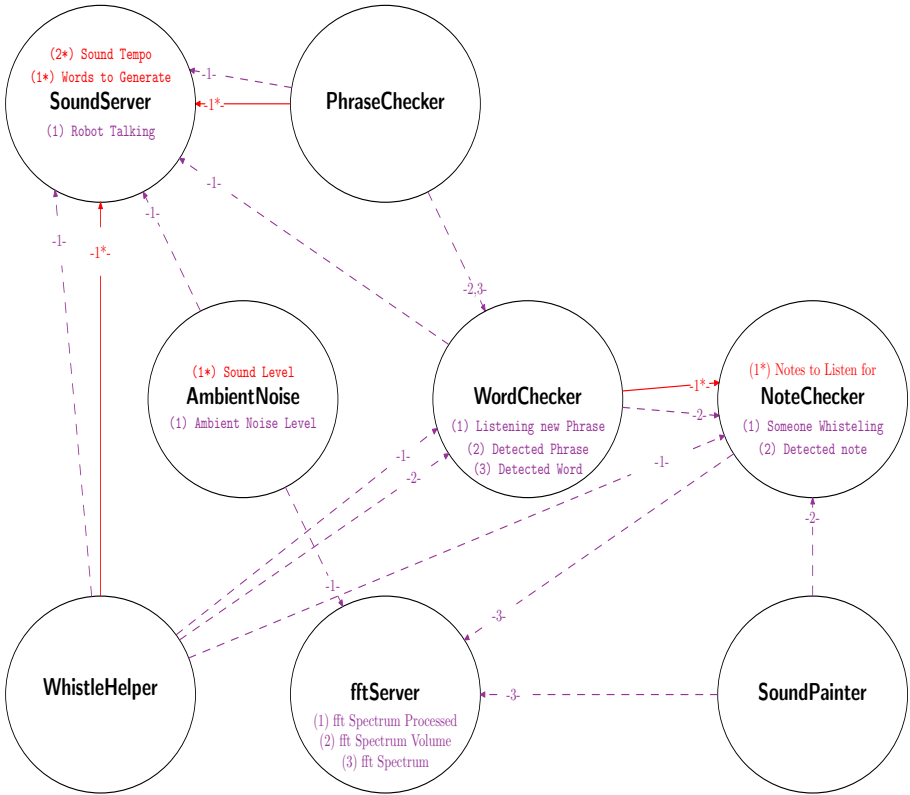 (2*) Sound Tempo
(1*) Words to Generate
SoundServer
(1) Robot Talking
PhraseChecker
-1-
-1*-
-1-
-1-
-1-
-1*-
-2,3-
(1*) Sound Level
AmbientNoise
(1) Ambient Noise Level
WordChecker
(1) Listening new Phrase
(2) Detected Phrase
(3) Detected Word
-1*-
-2-
(1*) Notes to Listen for
NoteChecker
(1) Someone Whisteling
(2) Detected note
-1-
-2-
-1-
-2-
-1-
-3-
-3-
WhistleHelper
fftServer
(1) fft Spectrum Processed
(2) fft Spectrum Volume
(3) fft Spectrum
SoundPainter